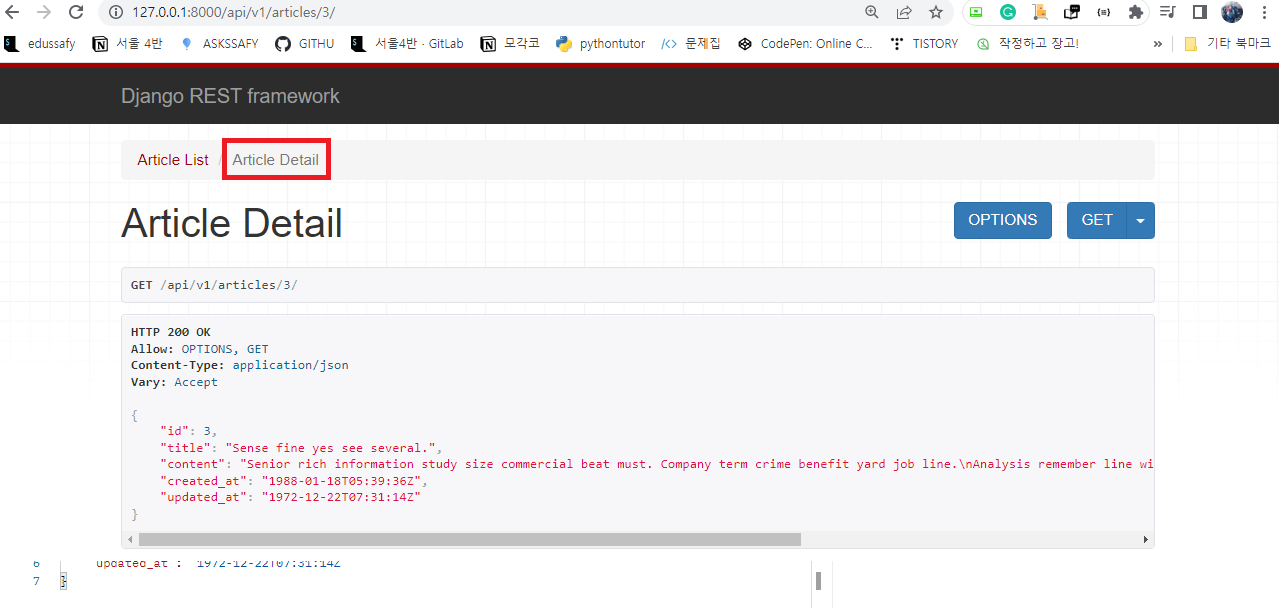 127.0.0.1:8000/api/v1/articles/3/
edussafy 서울 4반 ASKSSAFY GITHU 서울4반 · GitLab 모각코 pythontutor 문제집 CodePen: Online C... TISTORY 작정하고 장고! » 기타 북마크
Django REST framework
Article List / Article Detail
Article Detail
OPTIONS GET
GET /api/v1/articles/3/
HTTP 200 OK
Allow: OPTIONS, GET
Content-Type: application/json
Vary: Accept
{
"id": 3,
"title": "Sense fine yes see several.",
"content": "Senior rich information study size commercial beat must. Company term crime benefit yard job line.\nAnalysis remember line wi
"created_at": "1988-01-18T05:39:36Z",
"updated_at": "1972-12-22T07:31:14Z"
}
6 updated_at : 1972-12-22T07:31:14Z
7 }